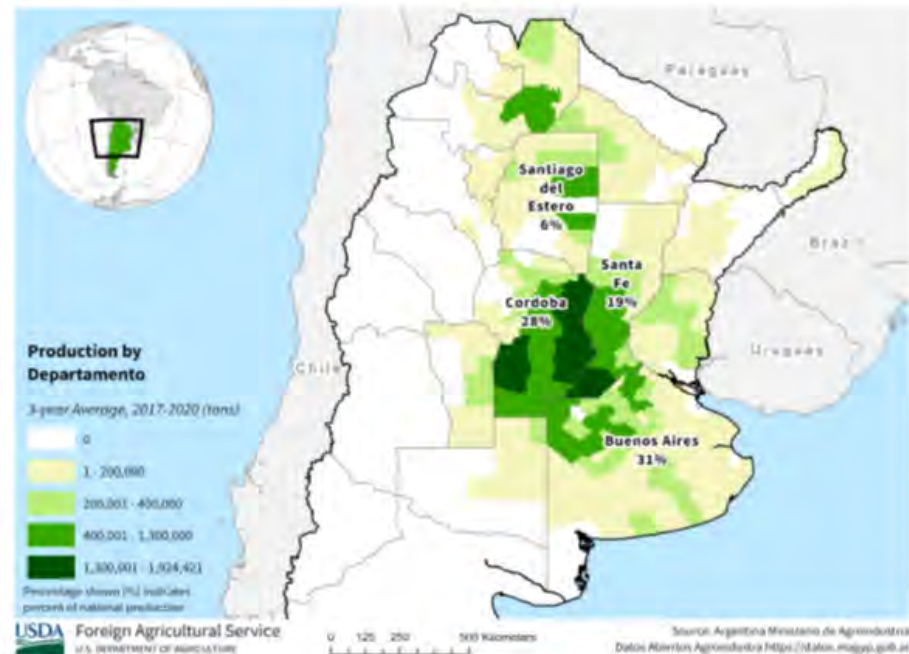 Paraguay
Santiago
del
Estero
6%
Brazil
Santa
Fe
19%
Cordoba
28%
Uruguay
Chile
Buenos Aires
31%
Production by
Departamento
3-year Average, 2017-2020 (tons)
0
1 - 200,000
200,001 - 400,000
400,001 - 1,300,000
1,300,001 - 1,924,421
Percentage shown (%) indicates
percent of national production
USDA Foreign Agricultural Service
U.S. DEPARTMENT OF AGRICULTURE
0 125 250 500 Kilometers
Source: Argentina Ministerio de Agroindustria
Datos Abiertos Agroindustra https://datos.magyp.gob.ar